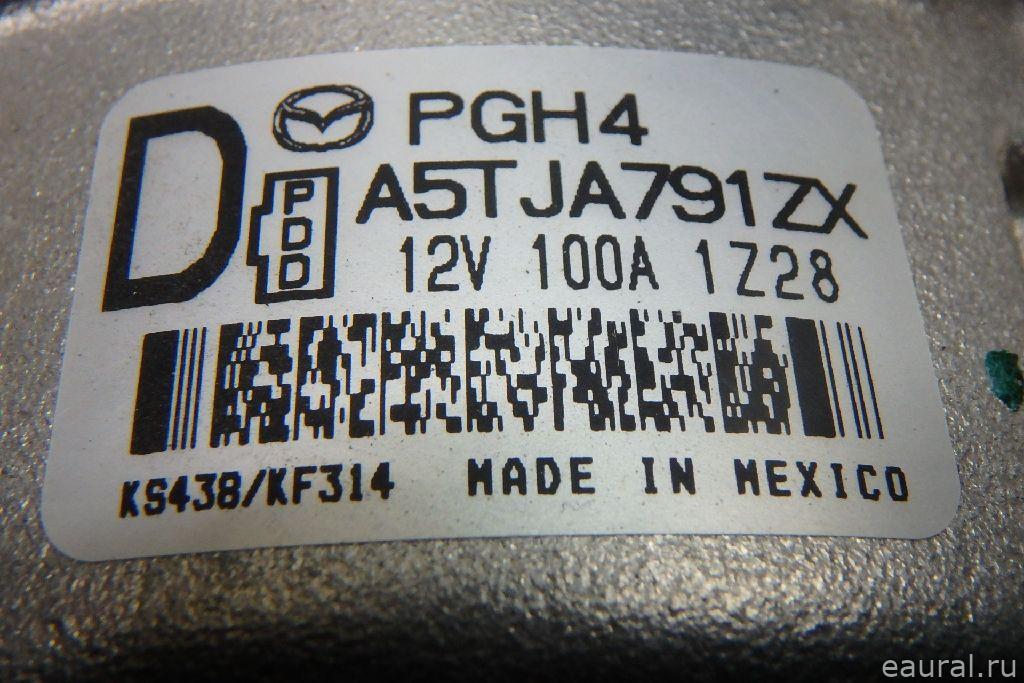 D
PGH4
PDD
A5TJA791ZX
12V 100A 1Z28
KS438/KF314 MADE IN MEXICO
eaural.ru